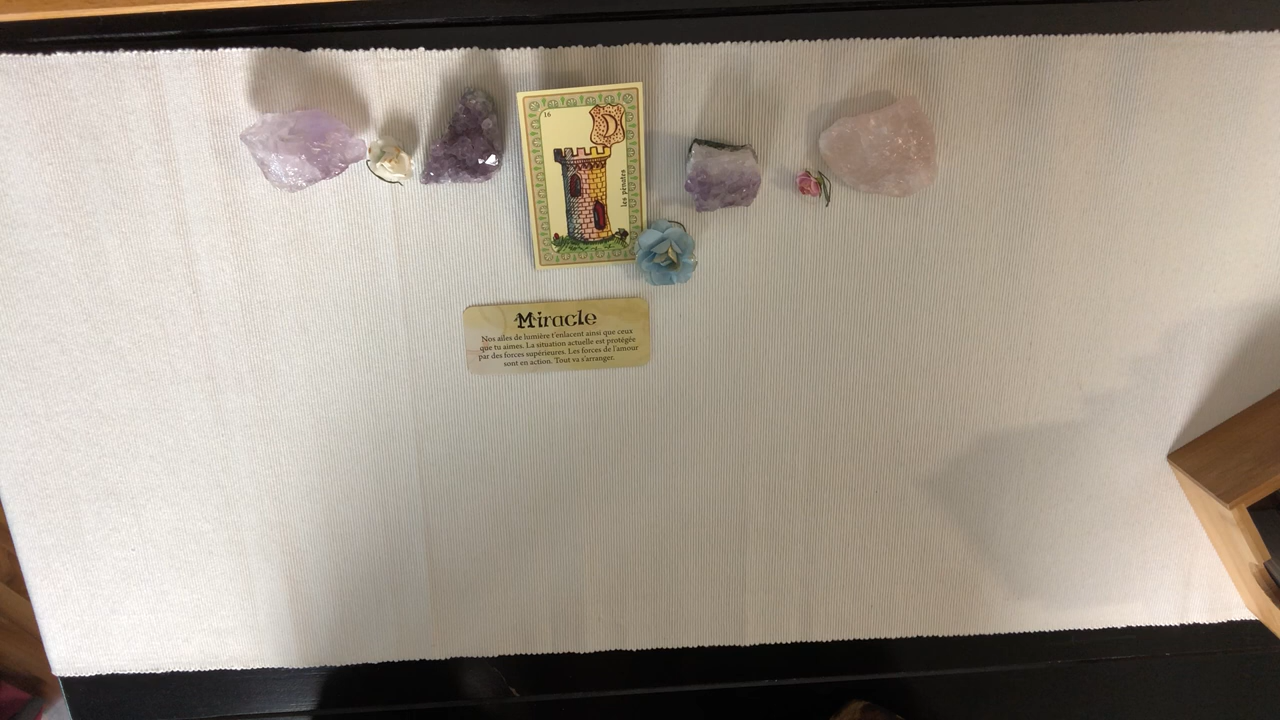 16
les pénates
Miracle
Nos ailes de lumière t'enlacent ainsi que ceux
que tu aimes. La situation actuelle est protégée
par des forces supérieures. Les forces de l'amour
sont en action. Tout va s'arranger.